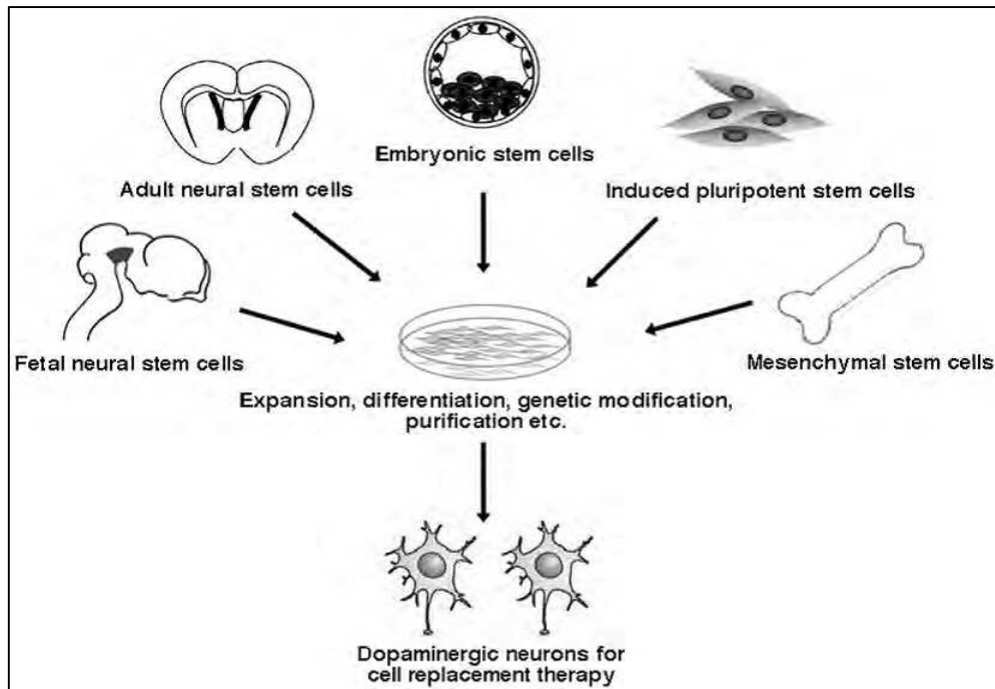 Embryonic stem cells
Adult neural stem cells
Induced pluripotent stem cells
Fetal neural stem cells
Mesenchymal stem cells
Expansion, differentiation, genetic modification,
purification etc.
Dopaminergic neurons for
cell replacement therapy